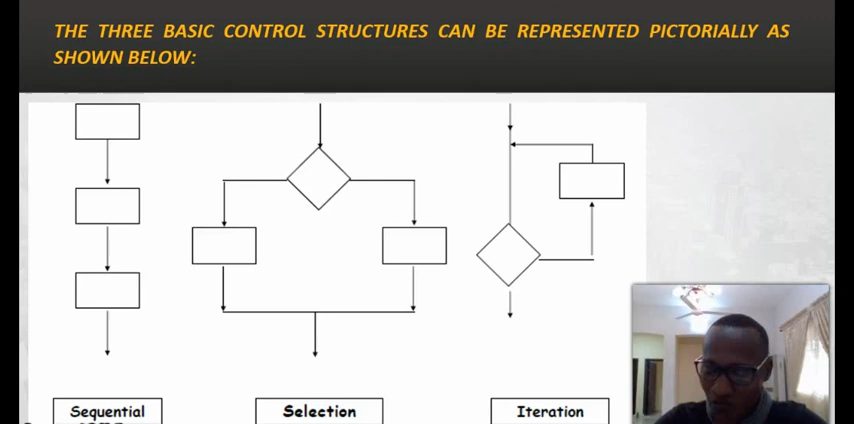 THE THREE BASIC CONTROL STRUCTURES CAN BE REPRESENTED PICTORIALLY AS
SHOWN BELOW:
Sequential
Selection
Iteration